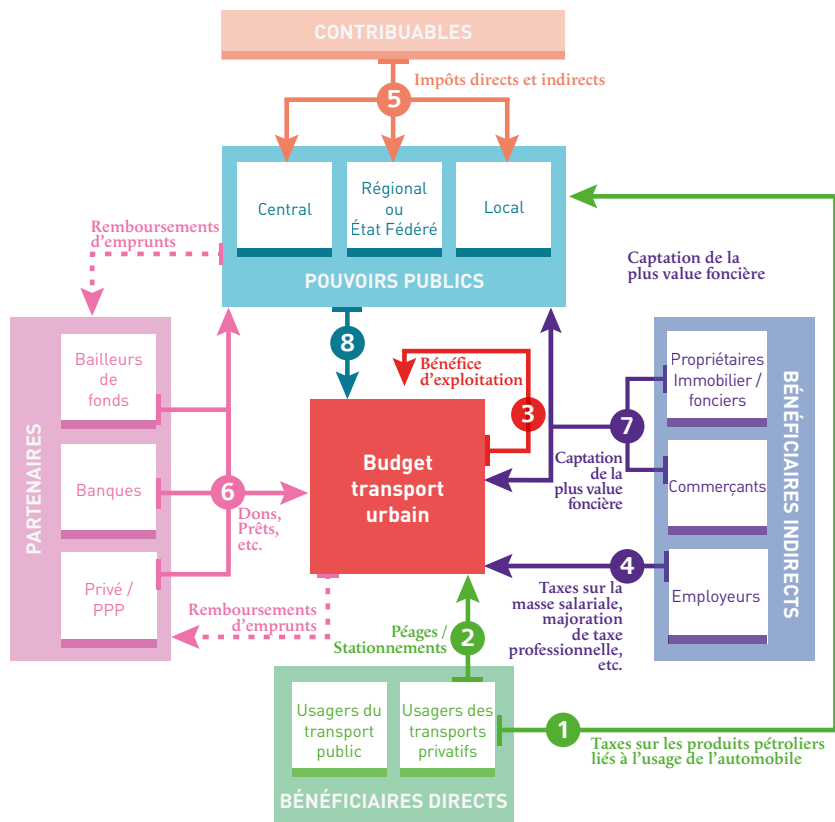 CONTRIBUABLES
Impôts directs et indirects
5
Central
Régional
ou
État Fédéré
Local
POUVOIRS PUBLICS
Remboursements
d'emprunts
Captation de la
plus value foncière
8
Bénéfice
d'exploitation
3
PARTENAIRES
Bailleurs
de
fonds
Banques
Privé /
PPP
6
Dons,
Prêts,
etc.
Budget
transport
urbain
7
Captation
de la
plus value
foncière
Propriétaires
Immobilier /
fonciers
Commerçants
Employeurs
BÉNÉFICIAIRES INDIRECTS
4
Taxes sur la
masse salariale,
majoration
de taxe
professionnelle,
etc.
Remboursements
d'emprunts
Péages /
Stationnements
2
Usagers du
transport
public
Usagers des
transports
privatifs
BÉNÉFICIAIRES DIRECTS
1
Taxes sur les produits pétroliers
liés à l'usage de l'automobile